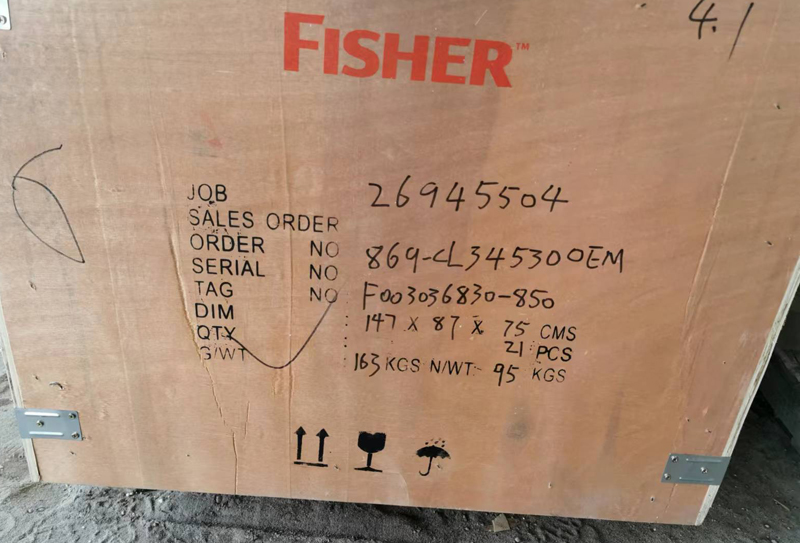 FISHER™
4.1
JOB 26945504
SALES ORDER
ORDER NO 869-CL345300EM
SERIAL NO
TAG NO F003036830-850
DIM : 147 X 87 X 75 CMS
QTY : 21 PCS
G/WT : 163 KGS N/WT: 95 KGS